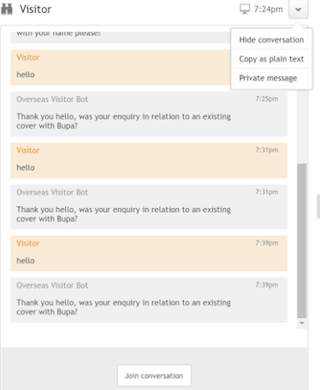 Visitor 7:24pm
Hide conversation
Copy as plain text
Private message
with your name please!
Visitor
hello
Overseas Visitor Bot 7:25pm
Thank you hello, was your enquiry in relation to an existing
cover with Bupa?
Visitor 7:31pm
hello
Overseas Visitor Bot 7:31pm
Thank you hello, was your enquiry in relation to an existing
cover with Bupa?
Visitor 7:39pm
hello
Overseas Visitor Bot 7:39pm
Thank you hello, was your enquiry in relation to an existing
cover with Bupa?
Join conversation